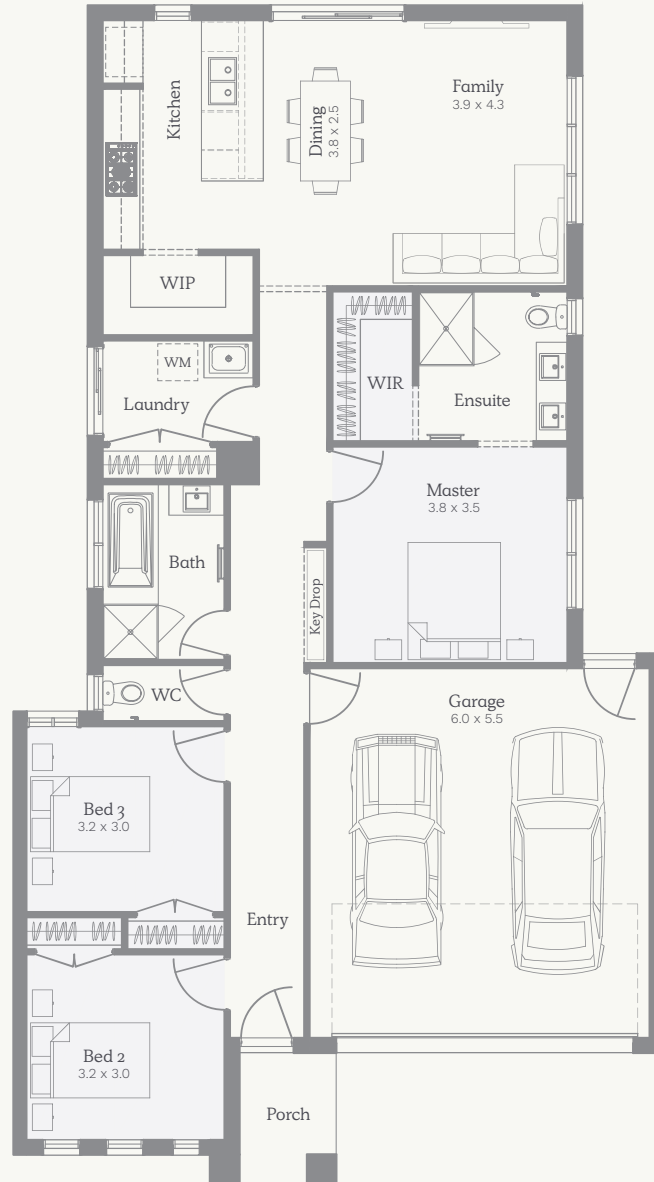 Kitchen
Dining
3.8 x 2.5
Family
3.9 x 4.3
WIP
WM
Laundry
WIR
Ensuite
Master
3.8 x 3.5
Bath
Key Drop
WC
Garage
6.0 x 5.5
Bed 3
3.2 x 3.0
Entry
Bed 2
3.2 x 3.0
Porch